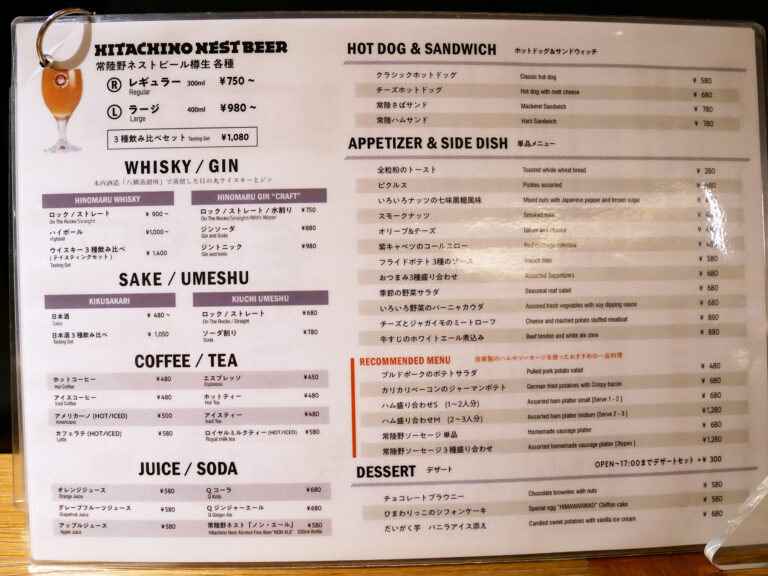 HITACHINO NEST BEER
常陸野ネストビール樽生 各種
Ⓡ レギュラー 300ml ¥750～
Regular
Ⓛ ラージ 400ml ¥980～
Large
3種飲み比べセット Tasting Set ¥1,080
WHISKY / GIN
木内酒造「八郷蒸留所」で蒸留した日の丸ウイスキーとジン
HINOMARU WHISKY
ロック／ストレート ¥900～
On The Rocks/Straight
ハイボール ¥1,000～
Highball
ウイスキー3種飲み比べ ¥1,400
(テイスティングセット)
Tasting Set
HINOMARU GIN "CRAFT"
ロック／ストレート／水割り ¥750
On The Rocks/Straight/With Water
ジンソーダ ¥880
Gin and Soda
ジントニック ¥980
Gin and tonic
SAKE / UMESHU
KIKUSAKARI
日本酒 ¥480～
Sake
日本酒3種飲み比べ ¥1,050
Tasting Set
KIUCHI UMESHU
ロック／ストレート ¥680
On The Rocks / Straight
ソーダ割り ¥780
Soda
COFFEE / TEA
ホットコーヒー ¥480
Hot Coffee
アイスコーヒー ¥480
Iced Coffee
アメリカーノ (HOT/ICED) ¥500
Americano
カフェラテ (HOT/ICED) ¥580
Latte
エスプレッソ ¥450
Espresso
ホットティー ¥480
Hot Tea
アイスティー ¥480
Iced Tea
ロイヤルミルクティー (HOT/ICED) ¥580
Royal milk tea
JUICE / SODA
オレンジジュース ¥580
Orange Juice
グレープフルーツジュース ¥580
Grapefruit Juice
アップルジュース ¥580
Apple Juice
Q コーラ ¥680
Q Kola
Q ジンジャーエール ¥680
Q Ginger Ale
常陸野ネスト「ノン・エール」 ¥580
Hitachino Nest Alcohol Free Beer "NON ALE" 330ml Bottle
HOT DOG & SANDWICH ホットドッグ&サンドウィッチ
クラシックホットドッグ Classic hot dog ¥ 580
チーズホットドッグ Hot dog with melt cheese ¥ 680
常陸さばサンド Mackerel Sandwich ¥ 780
常陸ハムサンド Ham Sandwich ¥ 780
APPETIZER & SIDE DISH 単品メニュー
全粒粉のトースト Toasted whole wheat bread ¥ 280
ピクルス Pickles assorted
いろいろナッツの七味黒糖風味 Mixed nuts with Japanese pepper and brown sugar
スモークナッツ Smoked
オリーブ&チーズ Olives and cheese
紫キャベツのコールスロー Red cabbage coleslaw
フライドポテト 3種のソース French fries ¥ 580
おつまみ3種盛り合わせ Assorted 3appetizers ¥ 680
季節の野菜サラダ Seasonal reaf salad ¥ 680
いろいろ野菜のバーニャカウダ Assored fresh vegetables with soy dipping sauce ¥ 680
チーズとジャガイモのミートローフ Cheese and mashed potato stuffed meatloaf ¥ 880
牛すじのホワイトエール煮込み Beef tendon and white ale stew ¥ 880
RECOMMENDED MENU 自家製のハムやソーセージを使ったおすすめの一品料理
プルドポークのポテトサラダ Pulled pork potato salad ¥ 480
カリカリベーコンのジャーマンポテト German fried potatoes with Crispy bacon ¥ 680
ハム盛り合わせS (1～2人分) Assorted ham platter small [Serve 1 - 2] ¥ 680
ハム盛り合わせM (2～3人分) Assorted ham platter midium [Serve 2 - 3] ¥1,280
常陸野ソーセージ 単品 Homemade sausage platter ¥ 680
常陸野ソーセージ3種盛り合わせ Assorted homemade sausage platter [3types] ¥1,280
DESSERT デザート OPEN～17:00までデザートセット +¥ 300
チョコレートブラウニー Chocolate brownies with nuts ¥ 580
ひまわりっこのシフォンケーキ Special egg "HIMAWARIKKO" Chiffon cake ¥ 580
だいがく芋 バニラアイス添え Candied sweet potatoes with vanilla ice cream ¥ 680